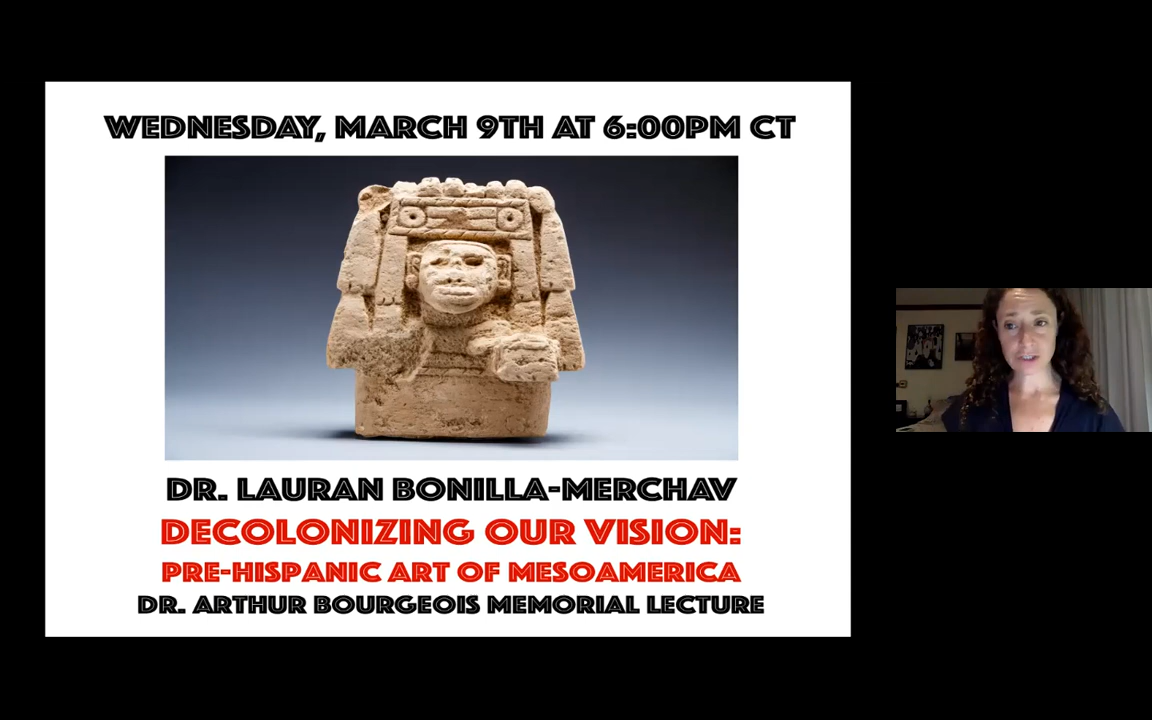 WEDNESDAY, MARCH 9TH AT 6:00PM CT
DR. LAURAN BONILLA-MERCHAV
DECOLONIZING OUR VISION:
PRE-HISPANIC ART OF MESOAMERICA
DR. ARTHUR BOURGEOIS MEMORIAL LECTURE